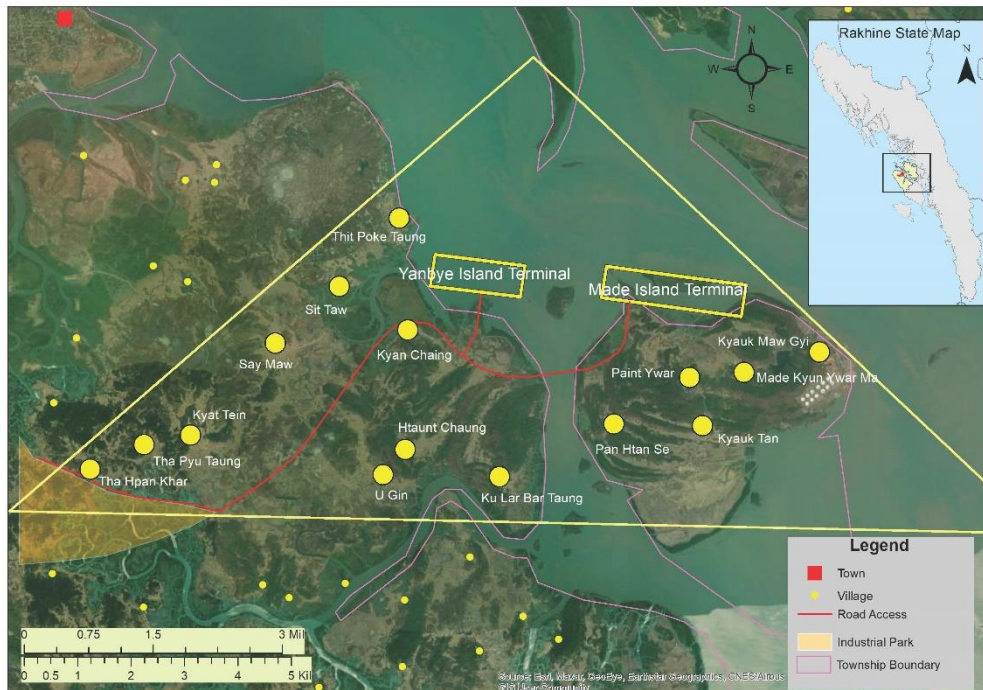 Rakhine State Map
N
N
W
E
S
Thit Poke Taung
Yanbye Island Terminal
Made Island Terminal
Sit Taw
Kyan Chaing
Say Maw
Kyauk Maw Gyi
Paint Ywar
Made Kyun Ywar Ma
Kyat Tein
Htaunt Chaung
Pan Htan Se
Kyauk Tan
Tha Pyu Taung
Tha Hpan Khar
U Gin
Ku Lar Bar Taung
Legend
Town
Village
Road Access
Industrial Park
Township Boundary
0 0.75 1.5 3 Mil
0 0.5 1 2 3 4 5 Kil
Source: Esri, Maxar, GeoEye, Earthstar Geographics, CNES/Airbus
GIS User Community